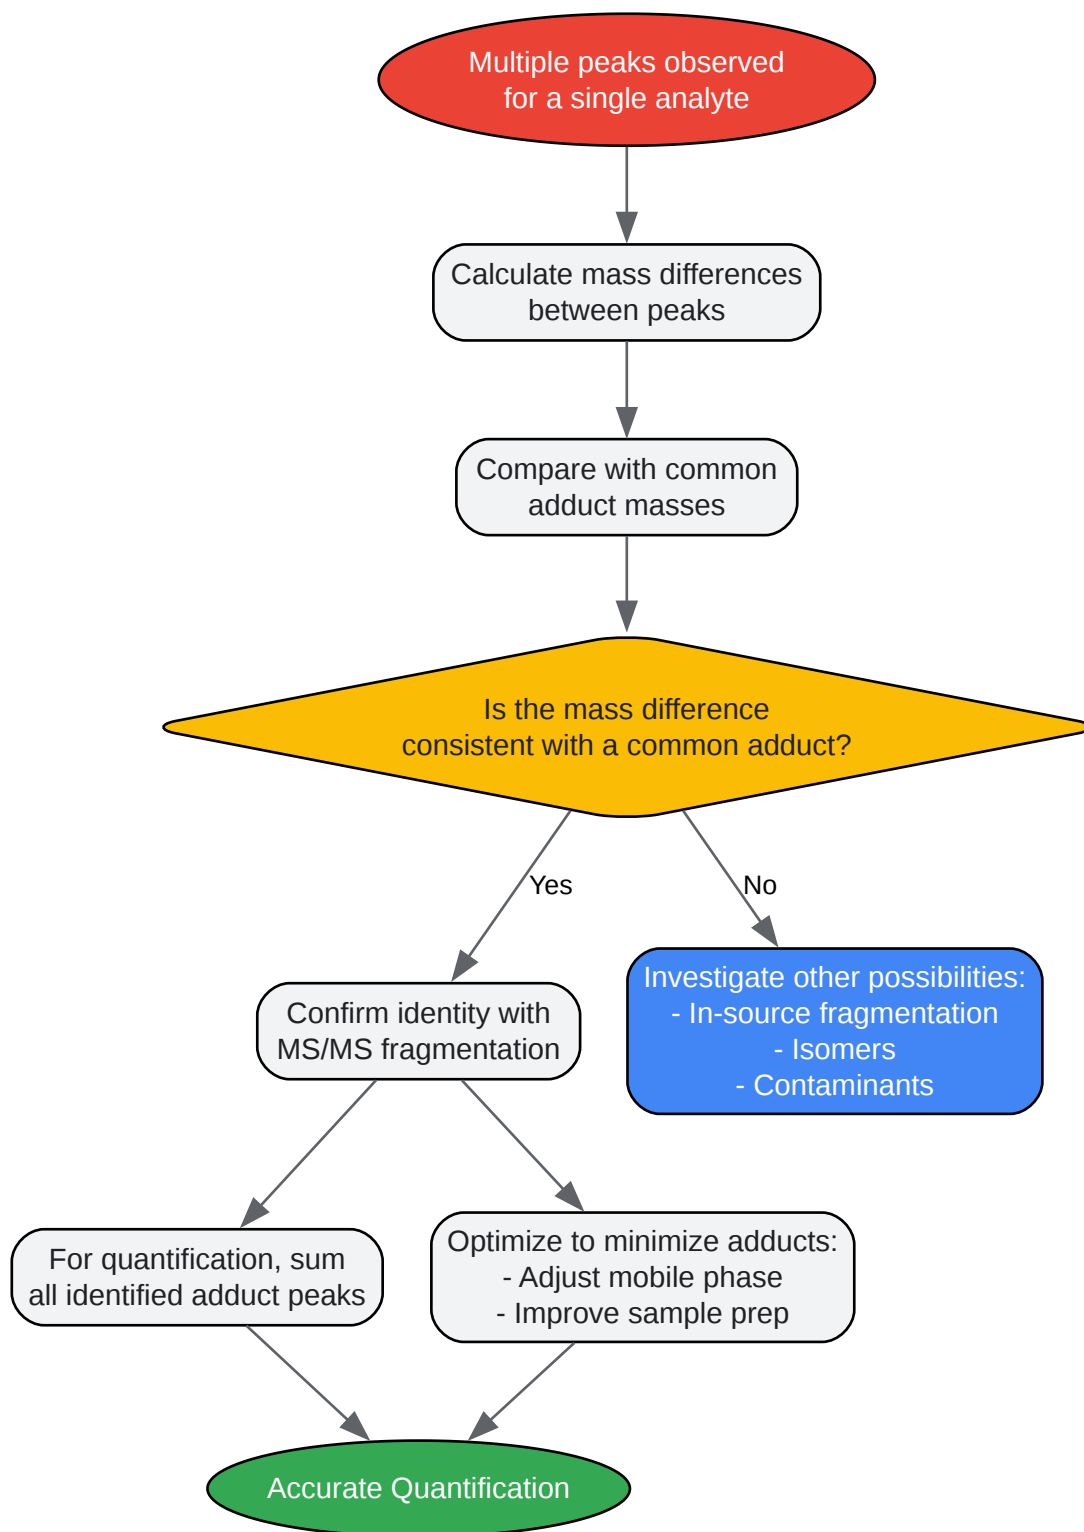 Multiple peaks observed
for a single analyte
Calculate mass differences
between peaks
Compare with common
adduct masses
Is the mass difference
consistent with a common adduct?
Yes
No
Confirm identity with
MS/MS fragmentation
Investigate other possibilities:
- In-source fragmentation
- Isomers
- Contaminants
For quantification, sum
all identified adduct peaks
Optimize to minimize adducts:
- Adjust mobile phase
- Improve sample prep
Accurate Quantification